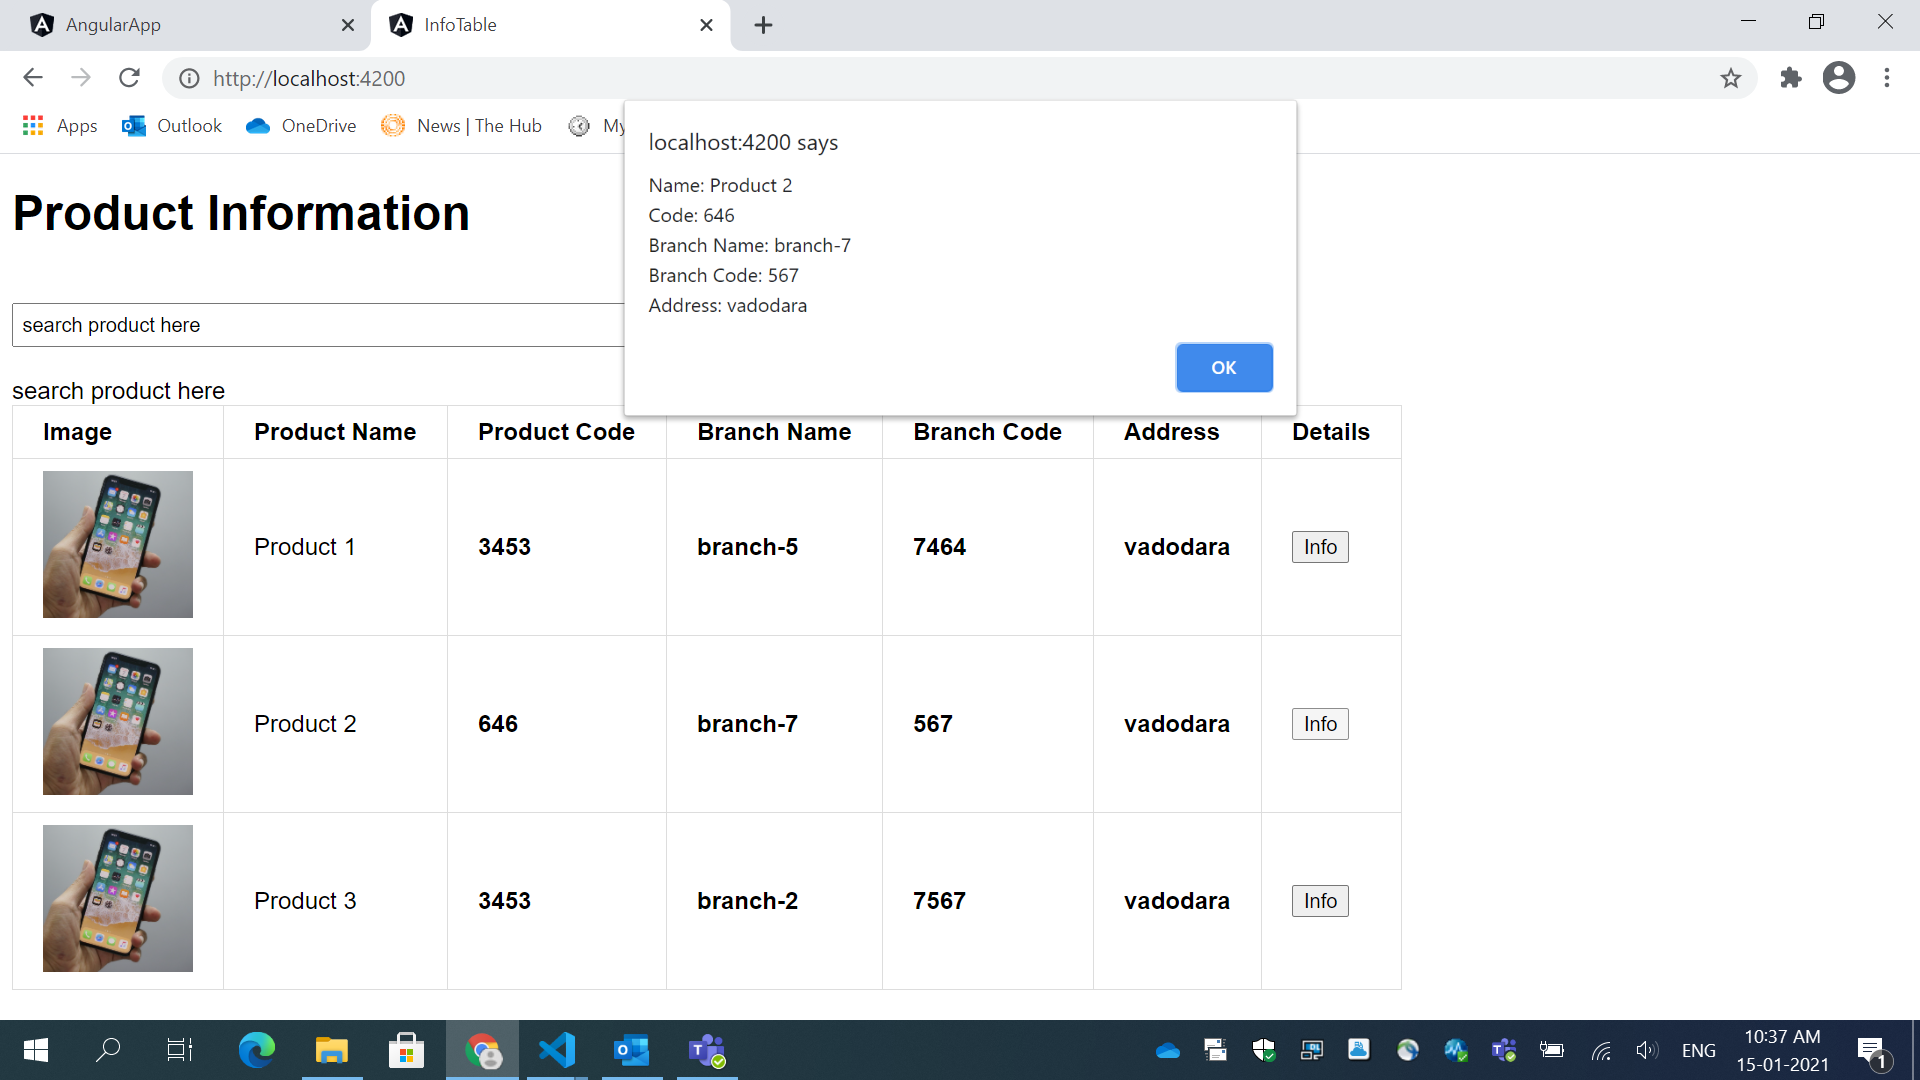 AngularApp
InfoTable
http://localhost:4200
Apps
Outlook
OneDrive
News | The Hub
My
localhost:4200 says
Name: Product 2
Code: 646
Branch Name: branch-7
Branch Code: 567
Address: vadodara
OK
Product Information
search product here
search product here
Image Product Name Product Code Branch Name Branch Code Address Details
Product 1 3453 branch-5 7464 vadodara Info
Product 2 646 branch-7 567 vadodara Info
Product 3 3453 branch-2 7567 vadodara Info
ENG
10:37 AM
15-01-2021
1